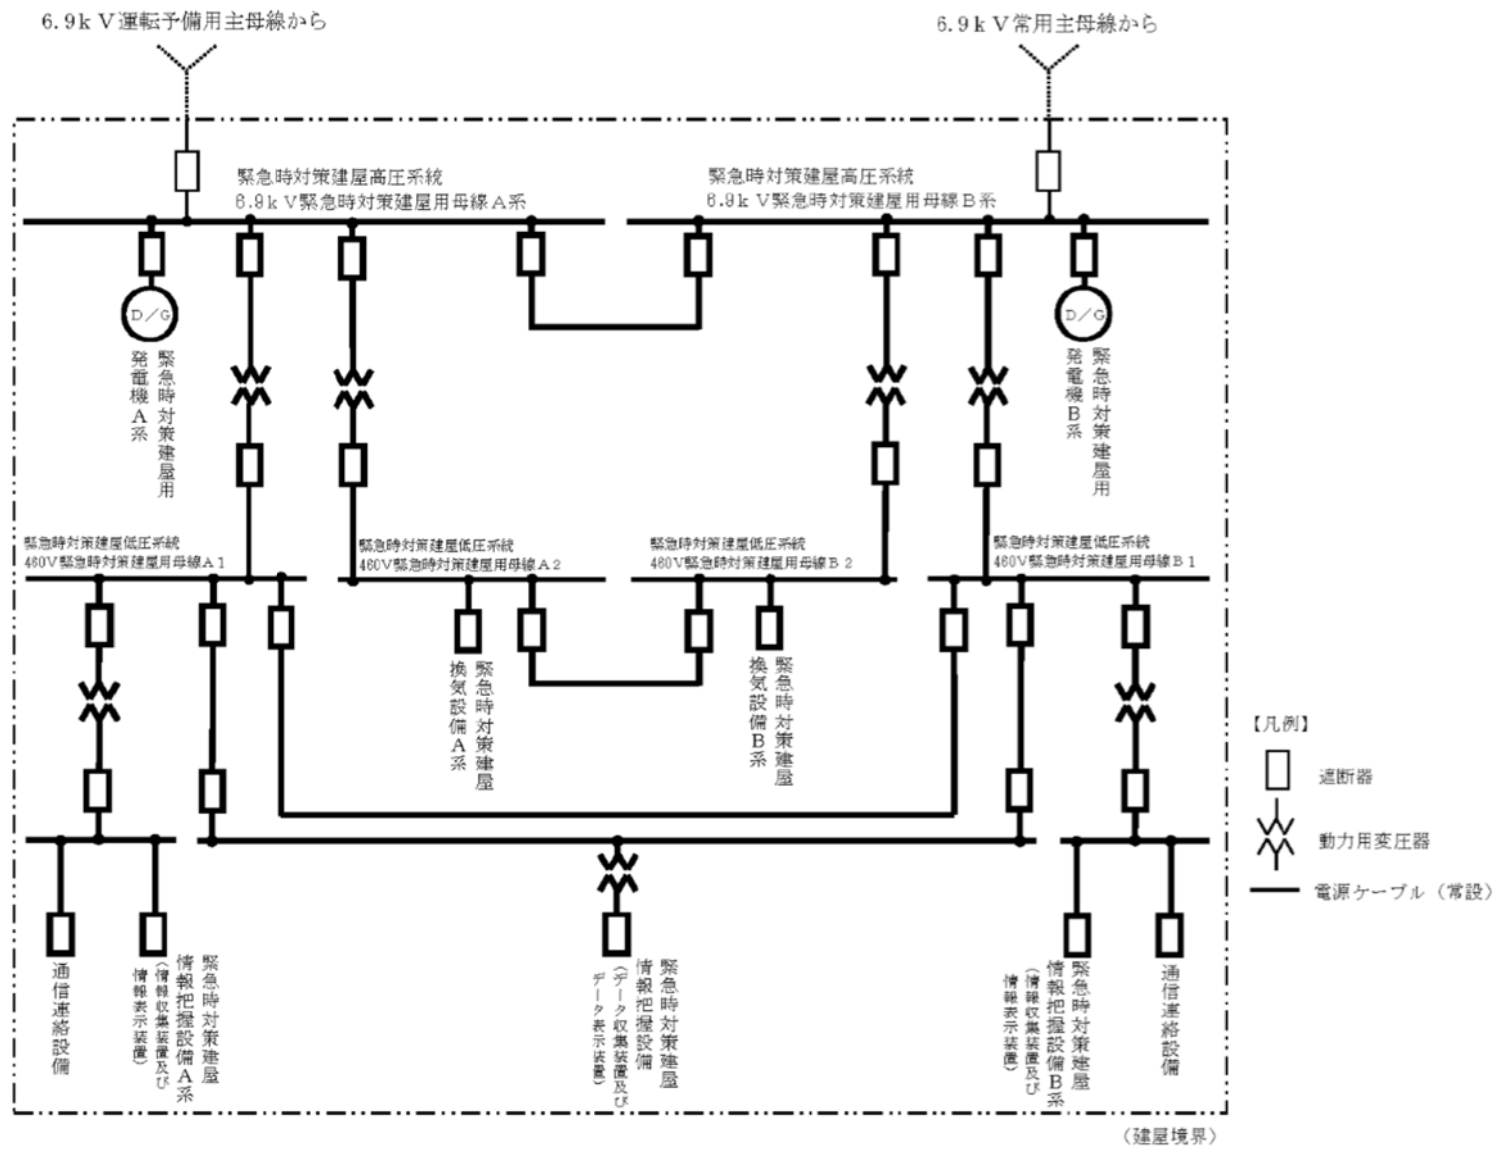 6.9kV運転予備用主母線から
6.9kV常用主母線から
緊急時対策建屋高圧系統
6.9kV緊急時対策建屋用母線A系
緊急時対策建屋高圧系統
6.9kV緊急時対策建屋用母線B系
D/G
緊急時対策建屋用
発電機A系
D/G
緊急時対策建屋用
発電機B系
緊急時対策建屋低圧系統
460V緊急時対策建屋用母線A1
緊急時対策建屋低圧系統
460V緊急時対策建屋用母線A2
緊急時対策建屋低圧系統
460V緊急時対策建屋用母線B2
緊急時対策建屋低圧系統
460V緊急時対策建屋用母線B1
緊急時対策建屋
換気設備A系
緊急時対策建屋
換気設備B系
【凡例】
遮断器
動力用変圧器
電源ケーブル(常設)
通信連絡設備
緊急時対策建屋
情報把握設備A系
(情報収集装置及び
情報表示装置)
緊急時対策建屋
情報把握設備
(データ収集装置及び
データ表示装置)
緊急時対策建屋
情報把握設備B系
(情報収集装置及び
情報表示装置)
通信連絡設備
(建屋境界)